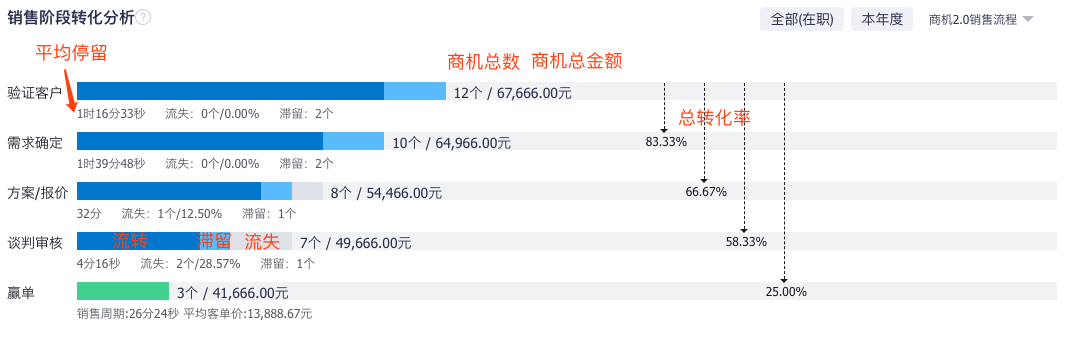 销售阶段转化分析 ?
全部(在职) 本年度 商机2.0销售流程
平均停留
商机总数 商机总金额
验证客户 12个 / 67,666.00元
1时16分33秒 流失：0个/0.00% 滞留：2个
总转化率
需求确定 10个 / 64,966.00元 83.33%
1时39分48秒 流失：0个/0.00% 滞留：2个
方案/报价 8个 / 54,466.00元 66.67%
32分 流失：1个/12.50% 滞留：1个
谈判审核 流转 滞留 流失 7个 / 49,666.00元 58.33%
4分16秒 流失：2个/28.57% 滞留：1个
赢单 3个 / 41,666.00元 25.00%
销售周期:26分24秒 平均客单价:13,888.67元